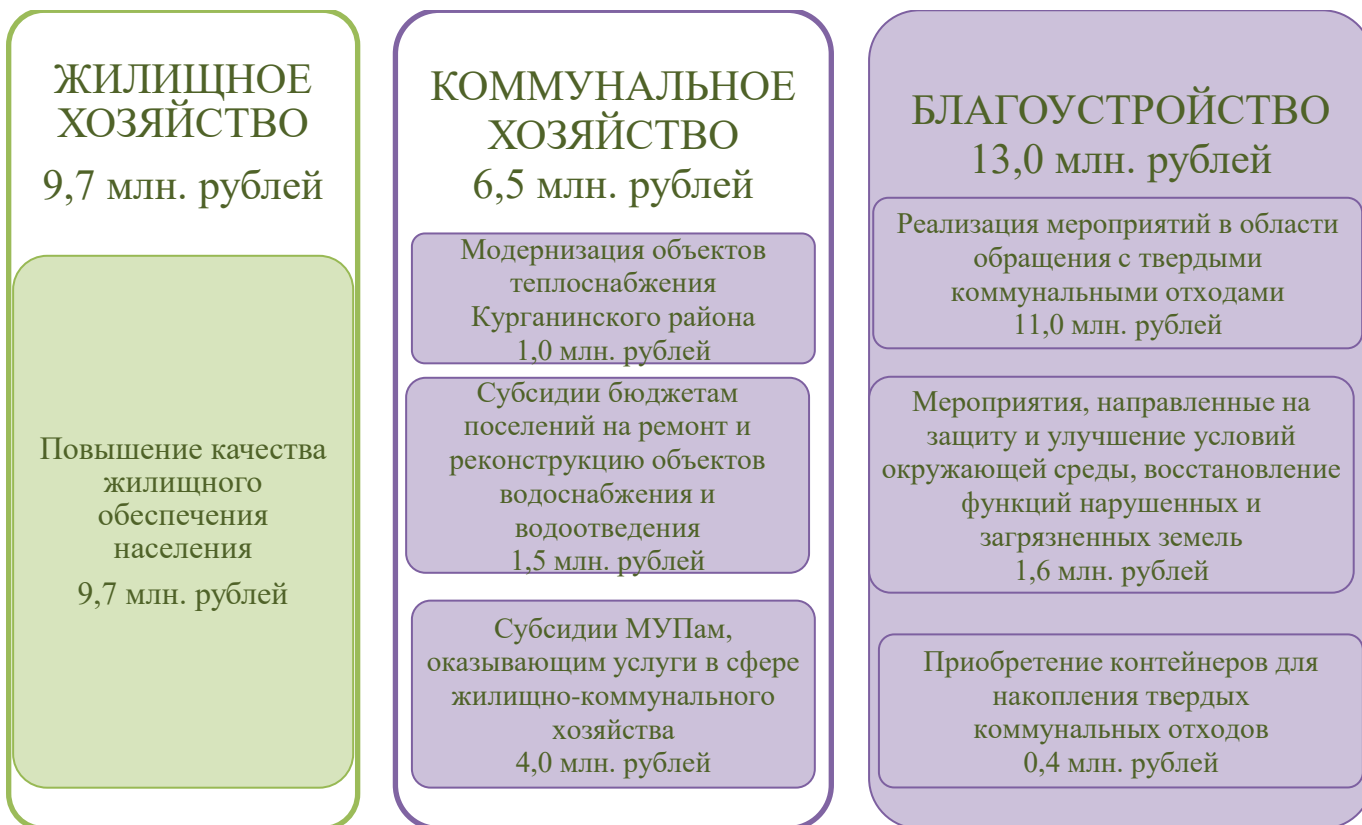 ЖИЛИЩНОЕ
ХОЗЯЙСТВО
9,7 млн. рублей
Повышение качества
жилищного
обеспечения
населения
9,7 млн. рублей
КОММУНАЛЬНОЕ
ХОЗЯЙСТВО
6,5 млн. рублей
Модернизация объектов
теплоснабжения
Курганинского района
1,0 млн. рублей
Субсидии бюджетам
поселений на ремонт и
реконструкцию объектов
водоснабжения и
водоотведения
1,5 млн. рублей
Субсидии МУПам,
оказывающим услуги в сфере
жилищно-коммунального
хозяйства
4,0 млн. рублей
БЛАГОУСТРОЙСТВО
13,0 млн. рублей
Реализация мероприятий в области
обращения с твердыми
коммунальными отходами
11,0 млн. рублей
Мероприятия, направленные на
защиту и улучшение условий
окружающей среды, восстановление
функций нарушенных и
загрязненных земель
1,6 млн. рублей
Приобретение контейнеров для
накопления твердых
коммунальных отходов
0,4 млн. рублей